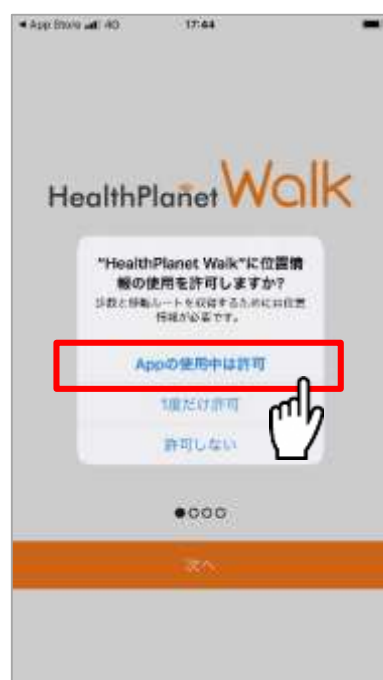 ◀ App Store 4G 17:44
HealthPlanet Walk
"HealthPlanet Walk"に位置情
報の使用を許可しますか?
歩数と移動ルートを取得するためには位置
情報が必要です。
Appの使用中は許可
1度だけ許可
許可しない
次へ